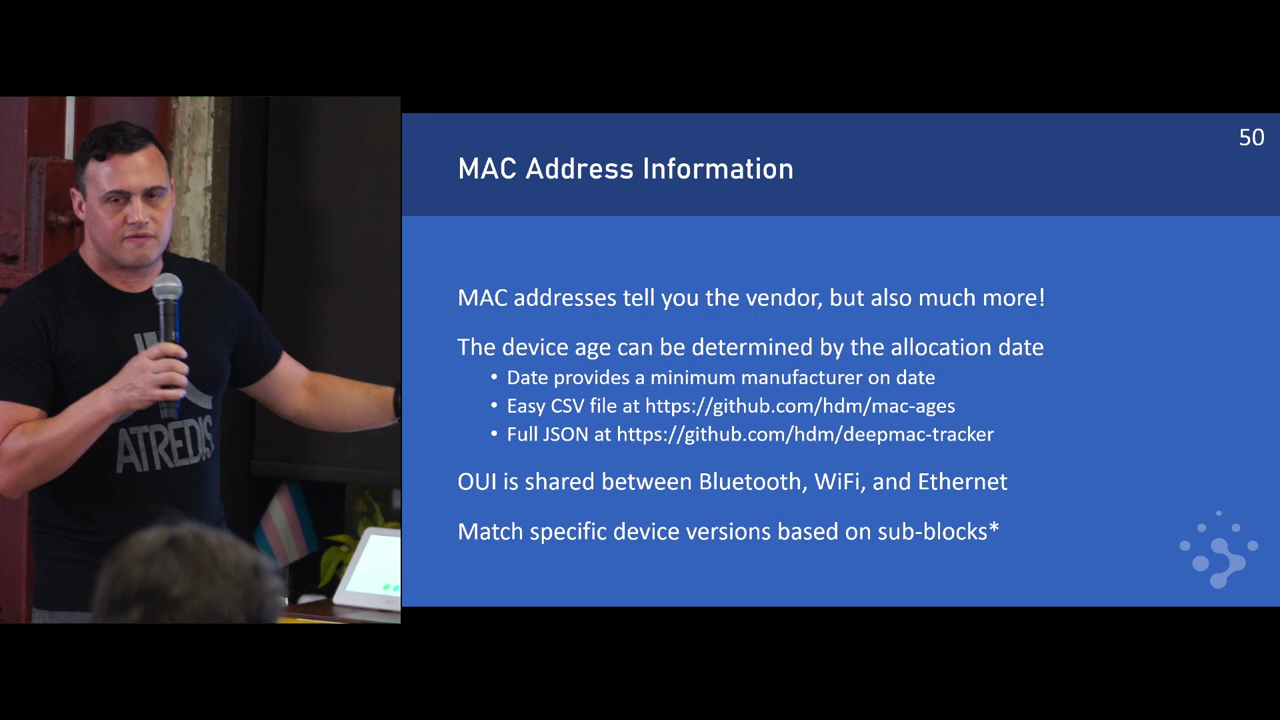 50
MAC Address Information
MAC addresses tell you the vendor, but also much more!
The device age can be determined by the allocation date
• Date provides a minimum manufacturer on date
• Easy CSV file at https://github.com/hdm/mac-ages
• Full JSON at https://github.com/hdm/deepmac-tracker
OUI is shared between Bluetooth, WiFi, and Ethernet
Match specific device versions based on sub-blocks*
ATREDIS